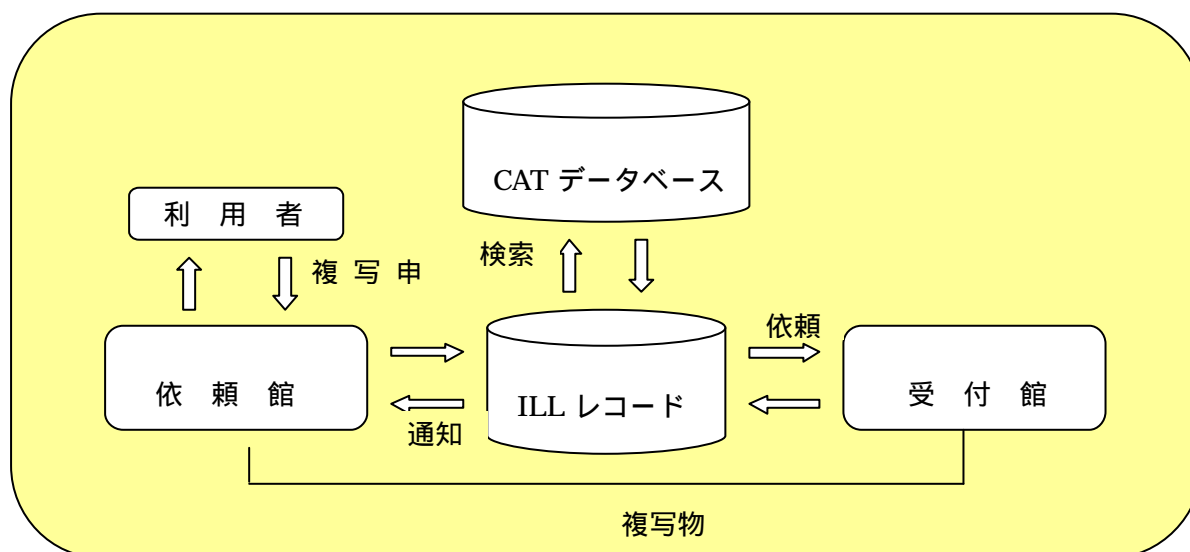 CAT データベース
利 用 者
複 写 申
検索
依頼
依 頼 館
ILL レコード
受 付 館
通知
複写物